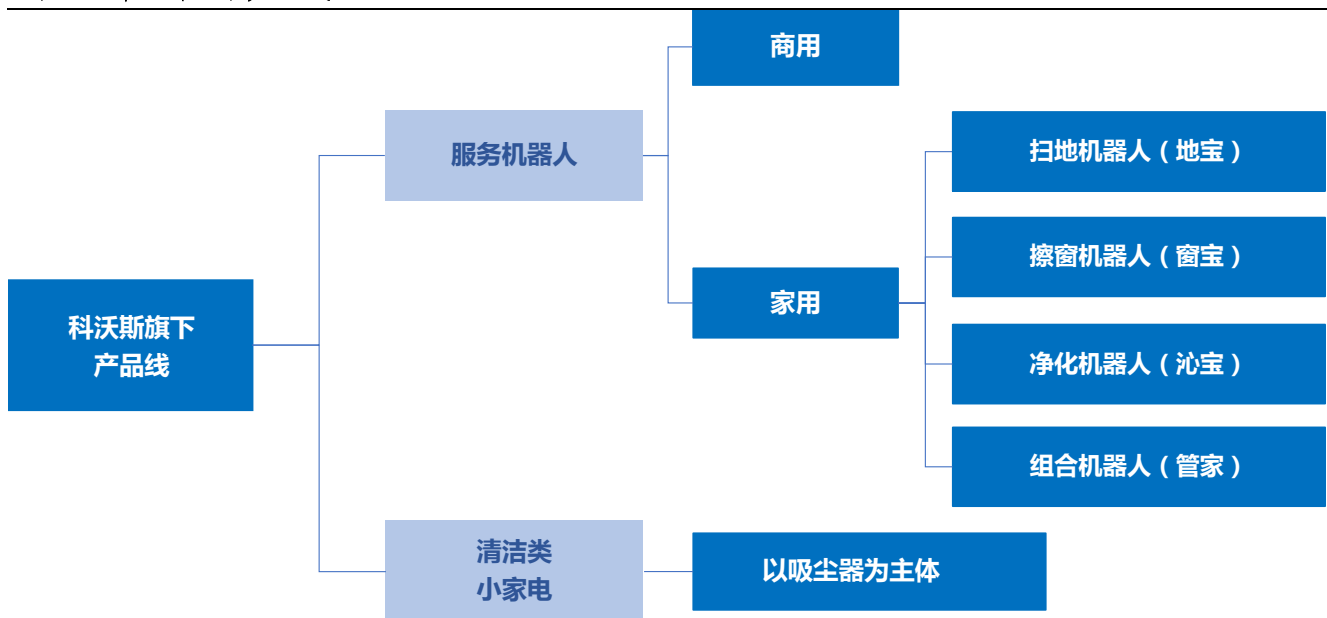 商用
服务机器人
扫地机器人（地宝）
擦窗机器人（窗宝）
家用
科沃斯旗下
产品线
净化机器人（沁宝）
组合机器人（管家）
清洁类
小家电
以吸尘器为主体